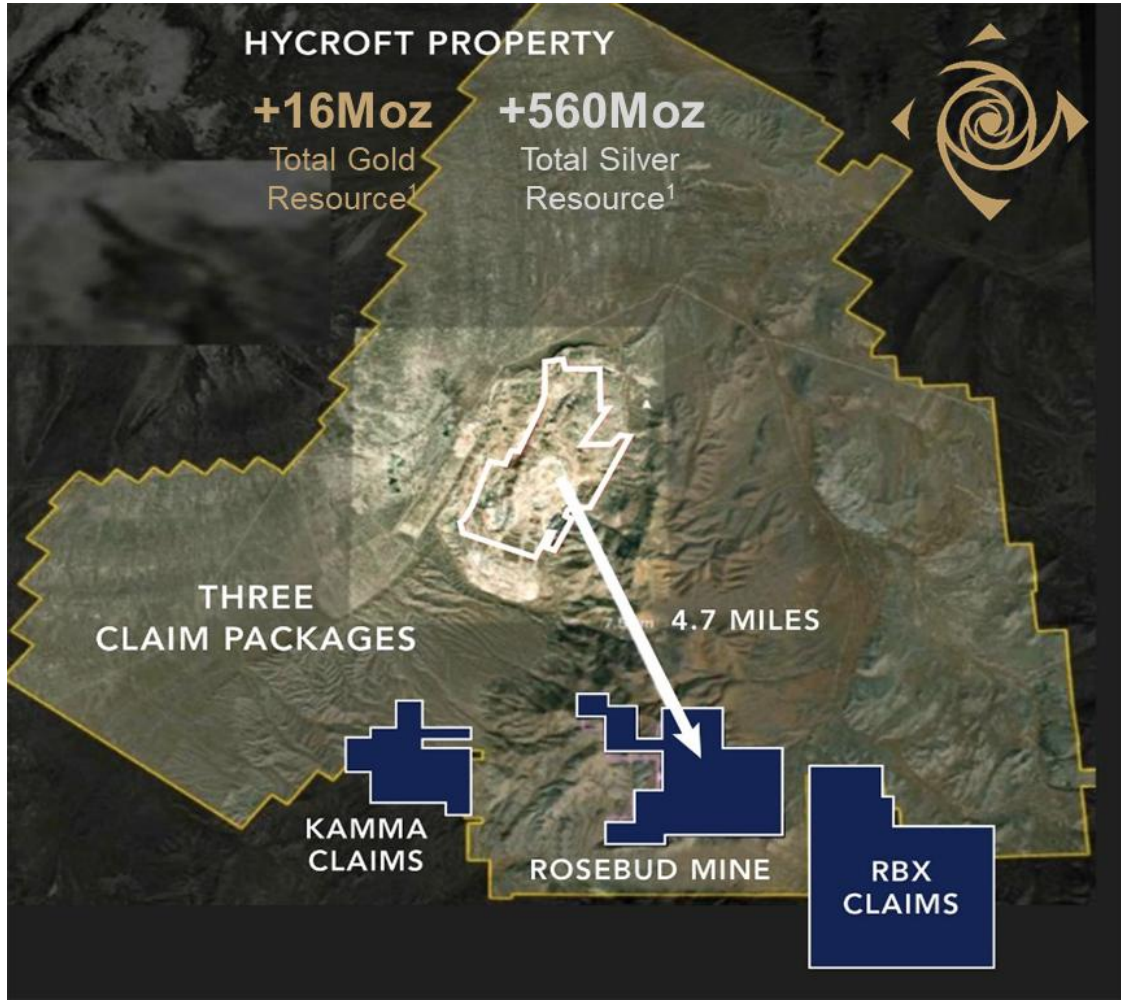 HYCROFT PROPERTY
+16Moz
Total Gold
Resource¹
+560Moz
Total Silver
Resource¹
THREE
CLAIM PACKAGES
4.7 MILES
KAMMA
CLAIMS
ROSEBUD MINE
RBX
CLAIMS